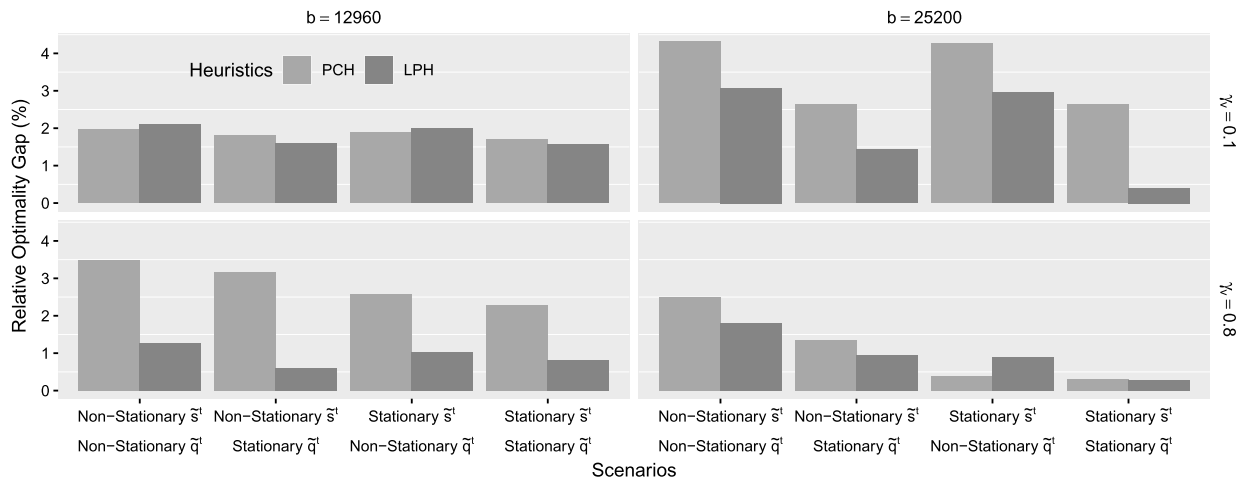 b = 12960
b = 25200
Heuristics PCH LPH
Relative Optimality Gap (%)
4
3
2
1
0
4
3
2
1
0
γv = 0.1
γv = 0.8
Non−Stationary s̃ᵗ
Non−Stationary q̃ᵗ
Non−Stationary s̃ᵗ
Stationary q̃ᵗ
Stationary s̃ᵗ
Non−Stationary q̃ᵗ
Stationary s̃ᵗ
Stationary q̃ᵗ
Non−Stationary s̃ᵗ
Non−Stationary q̃ᵗ
Non−Stationary s̃ᵗ
Stationary q̃ᵗ
Stationary s̃ᵗ
Non−Stationary q̃ᵗ
Stationary s̃ᵗ
Stationary q̃ᵗ
Scenarios